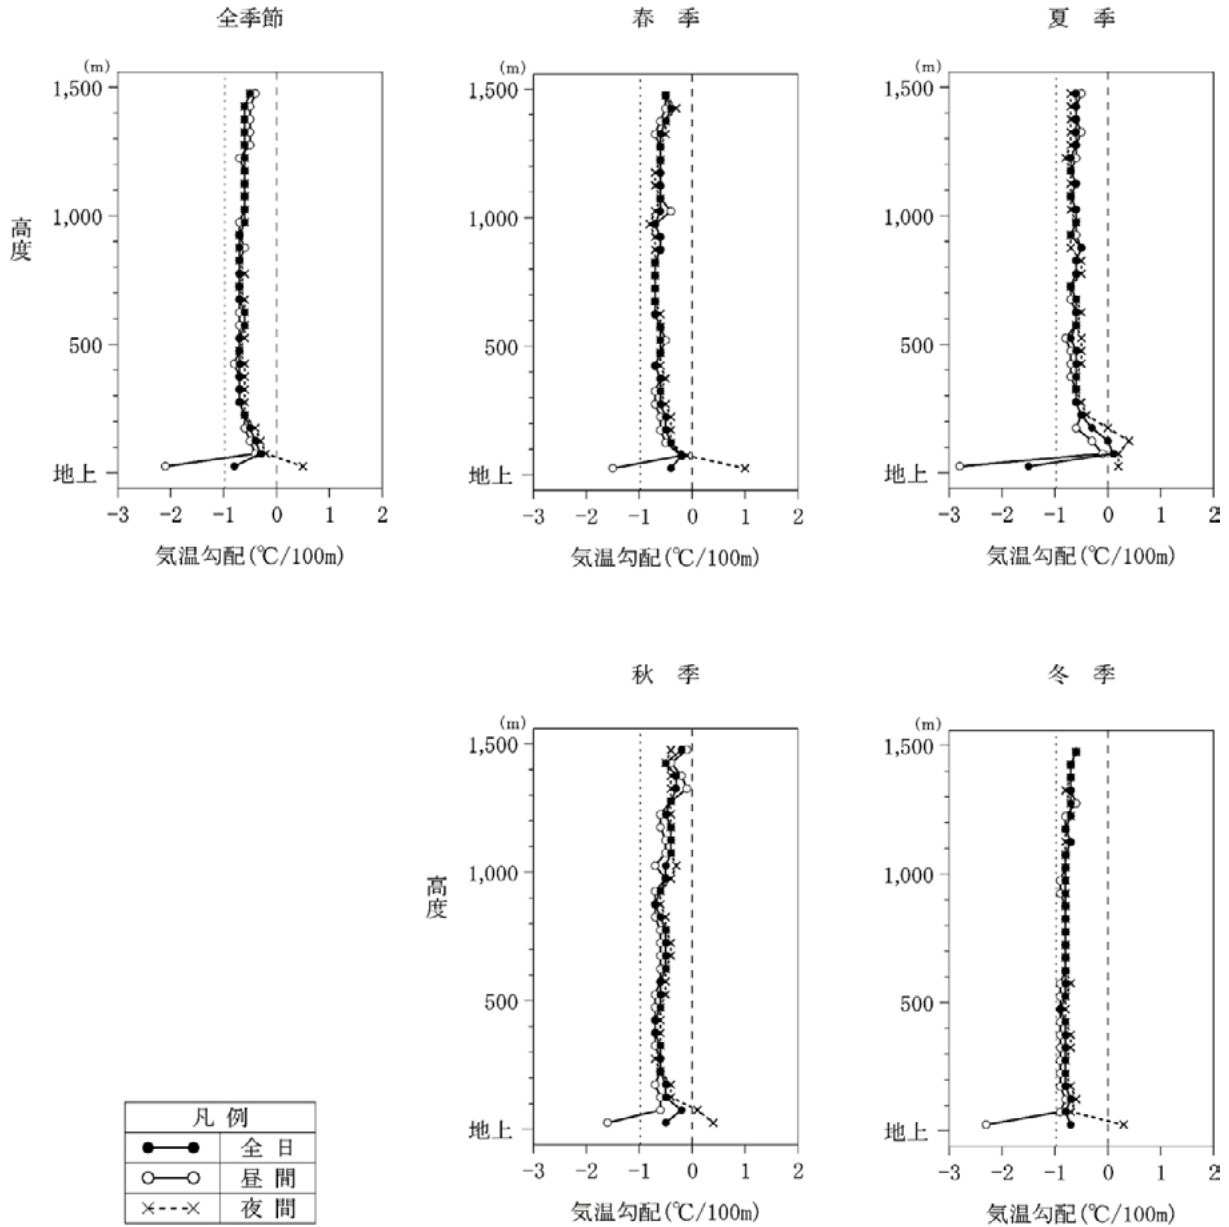 全季節
(m)
1,500
1,000
500
地上
高度
-3 -2 -1 0 1 2
気温勾配(℃/100m)
春 季
(m)
1,500
1,000
500
地上
-3 -2 -1 0 1 2
気温勾配(℃/100m)
夏 季
(m)
1,500
1,000
500
地上
-3 -2 -1 0 1 2
気温勾配(℃/100m)
秋 季
(m)
1,500
1,000
500
地上
高度
-3 -2 -1 0 1 2
気温勾配(℃/100m)
冬 季
(m)
1,500
1,000
500
地上
-3 -2 -1 0 1 2
気温勾配(℃/100m)
凡 例
全 日
昼 間
夜 間